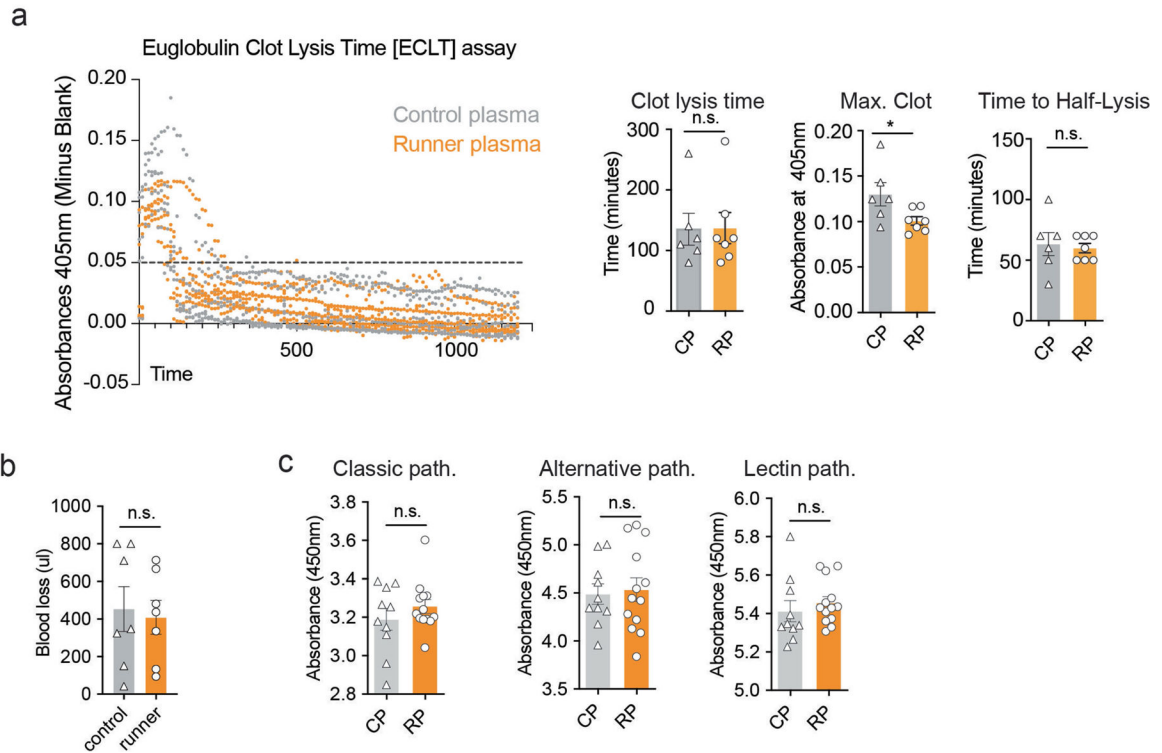 a
Euglobulin Clot Lysis Time [ECLT] assay
Absorbances 405nm (Minus Blank)
0.20
0.15
0.10
0.05
0.00
-0.05
Control plasma
Runner plasma
500
1000
Time
Clot lysis time
n.s.
Time (minutes)
300
200
100
0
CP
RP
Max. Clot
*
Absorbance at 405nm
0.20
0.15
0.10
0.05
0.00
CP
RP
Time to Half-Lysis
n.s.
Time (minutes)
150
100
50
0
CP
RP
b
n.s.
Blood loss (ul)
1000
800
600
400
200
0
control
runner
c
Classic path.
n.s.
Absorbance (450nm)
3.8
3.6
3.4
3.2
3.0
2.8
CP
RP
Alternative path.
n.s.
Absorbance (450nm)
5.5
5.0
4.5
4.0
3.5
CP
RP
Lectin path.
n.s.
Absorbance (450nm)
6.0
5.8
5.6
5.4
5.2
5.0
CP
RP